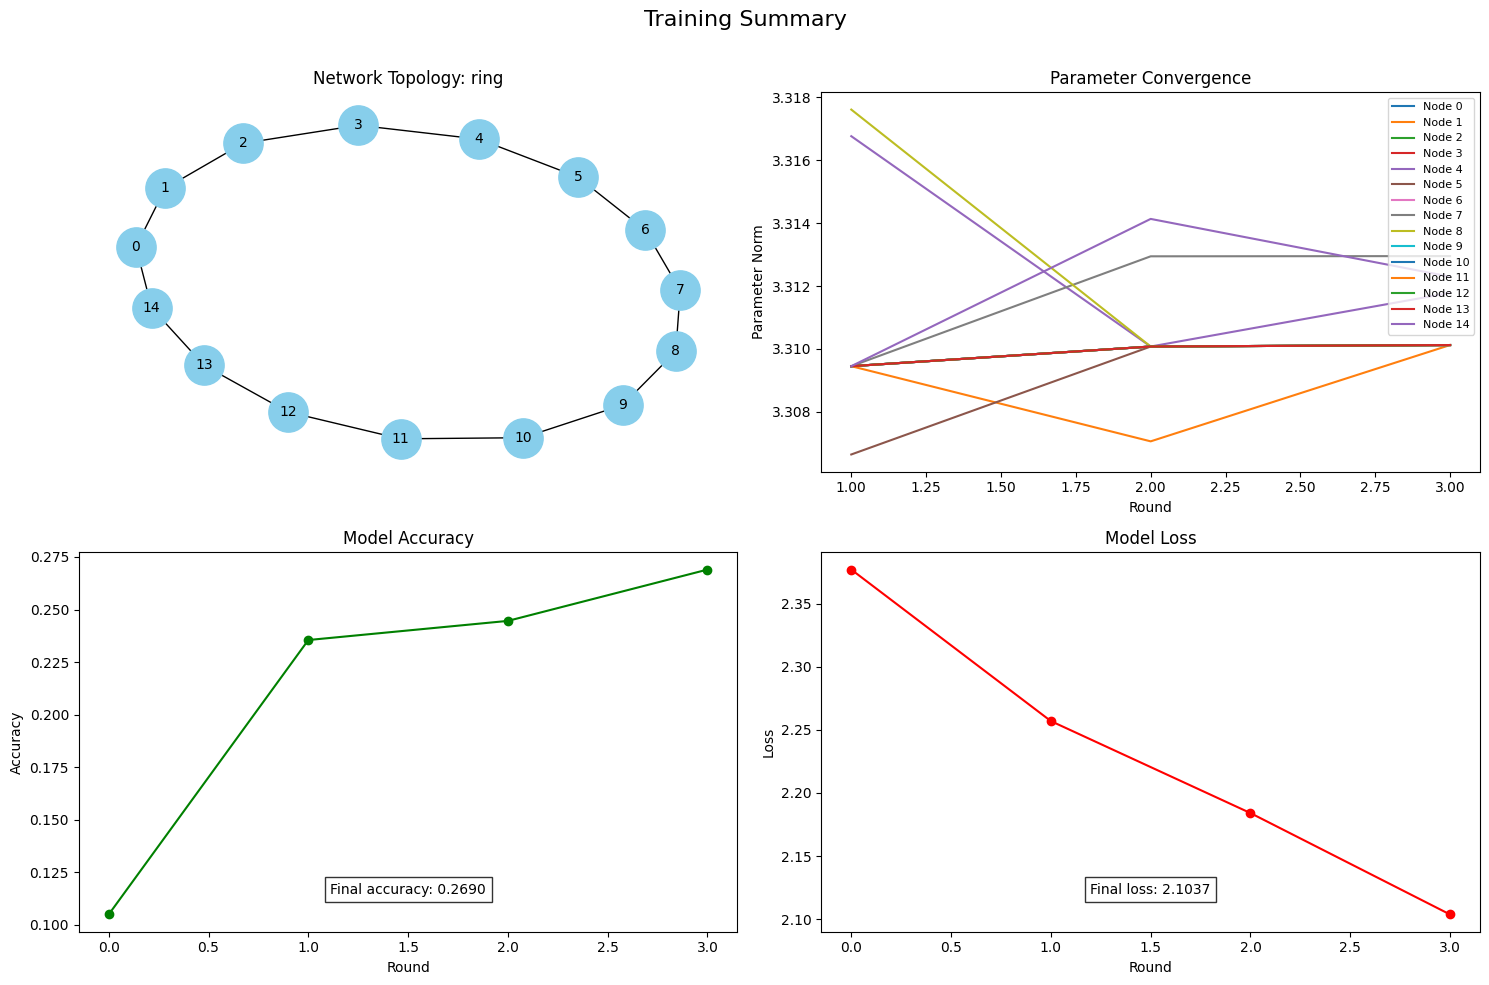 Training Summary
Network Topology: ring
3
2
4
5
1
6
0
7
14
8
13
9
12
11
10
Parameter Convergence
Parameter Norm
3.318
3.316
3.314
3.312
3.310
3.308
Node 0
Node 1
Node 2
Node 3
Node 4
Node 5
Node 6
Node 7
Node 8
Node 9
Node 10
Node 11
Node 12
Node 13
Node 14
1.00 1.25 1.50 1.75 2.00 2.25 2.50 2.75 3.00
Round
Model Accuracy
Accuracy
0.275
0.250
0.225
0.200
0.175
0.150
0.125
0.100
Final accuracy: 0.2690
0.0 0.5 1.0 1.5 2.0 2.5 3.0
Round
Model Loss
Loss
2.35
2.30
2.25
2.20
2.15
2.10
Final loss: 2.1037
0.0 0.5 1.0 1.5 2.0 2.5 3.0
Round